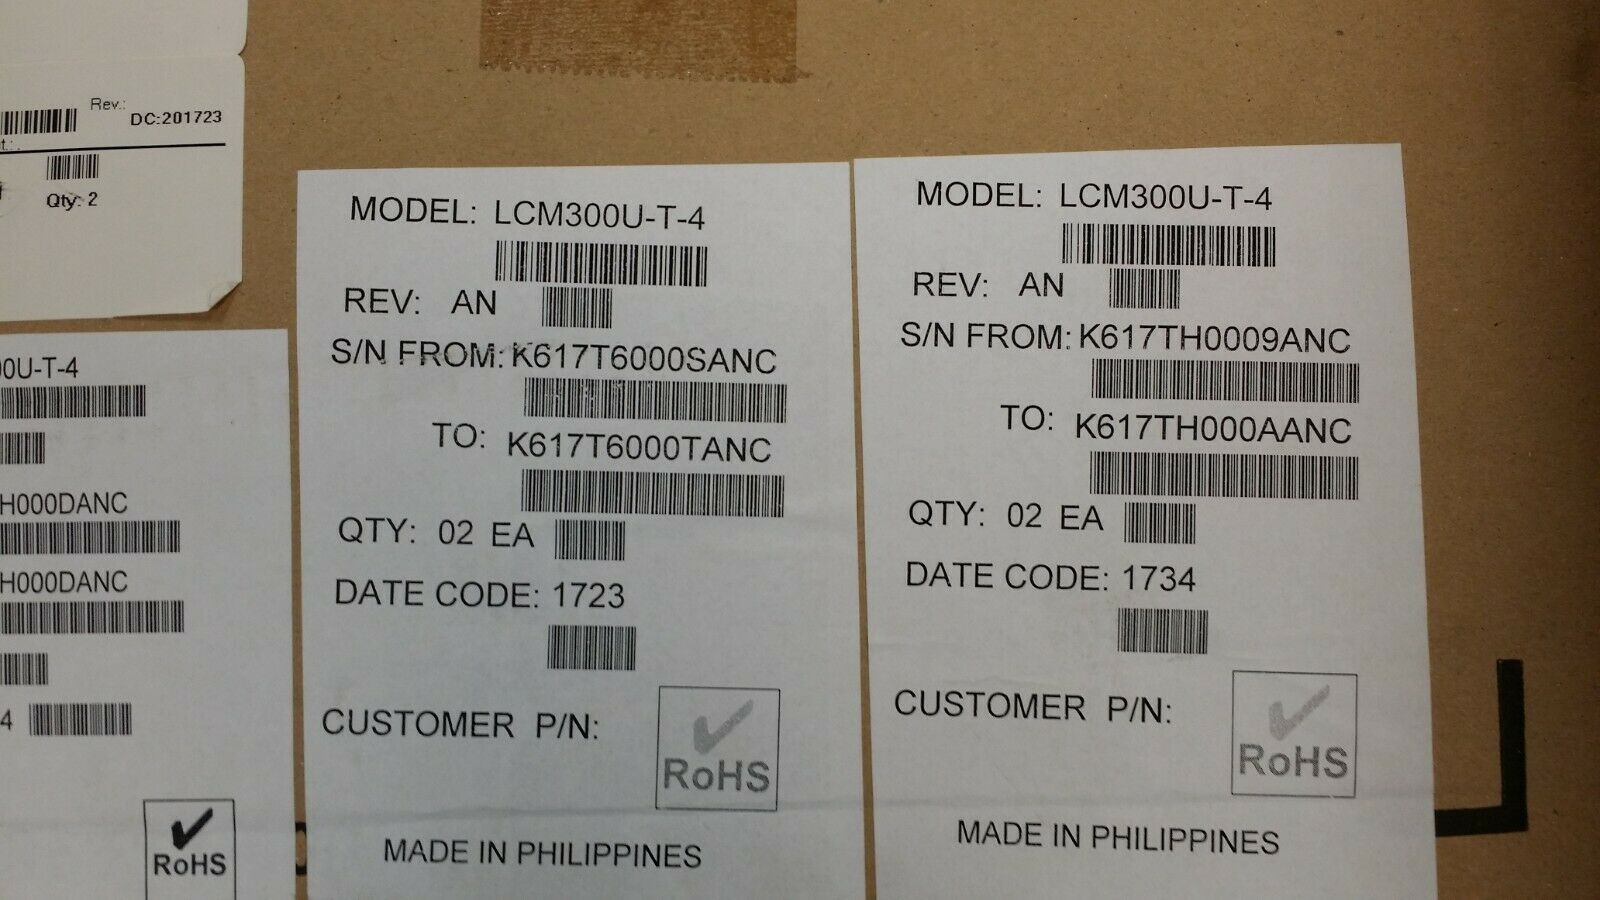 Rev.:
DC:201723
Qty: 2
00U-T-4
H000DANC
H000DANC
4
RoHS
MODEL: LCM300U-T-4
REV: AN
S/N FROM: K617T6000SANC
TO: K617T6000TANC
QTY: 02 EA
DATE CODE: 1723
CUSTOMER P/N:
RoHS
MADE IN PHILIPPINES
MODEL: LCM300U-T-4
REV: AN
S/N FROM: K617TH0009ANC
TO: K617TH000AANC
QTY: 02 EA
DATE CODE: 1734
CUSTOMER P/N:
RoHS
MADE IN PHILIPPINES